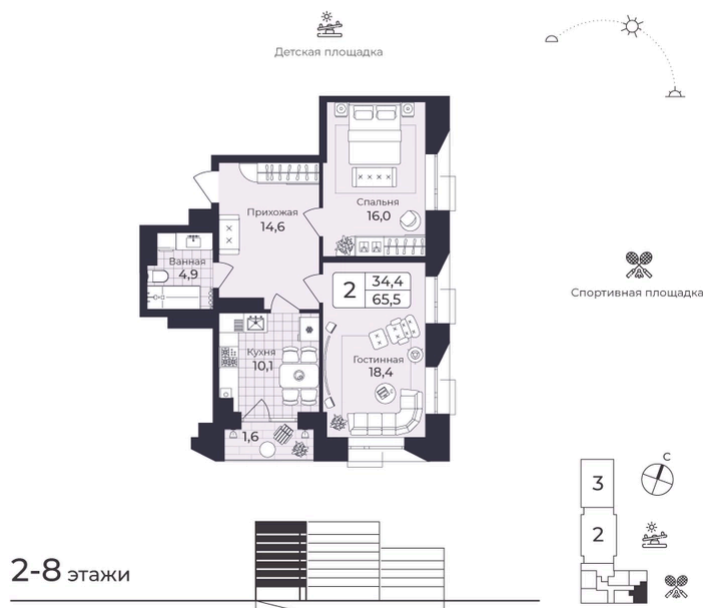 Детская площадка
Спальня
16,0
Прихожая
14,6
Ванная
4,9
2
34,4
65,5
Спортивная площадка
Кухня
10,1
Гостинная
18,4
1,6
С
3
2
2-8 этажи